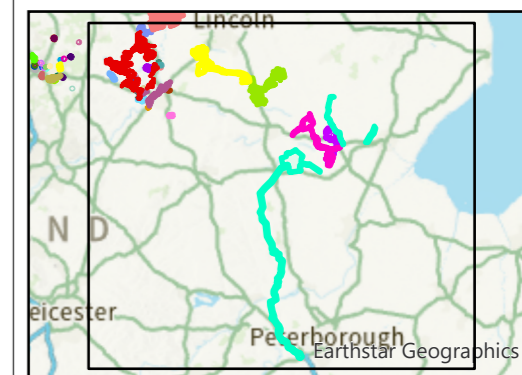 Lincoln
N D
eicester
Peterborough
Earthstar Geographics